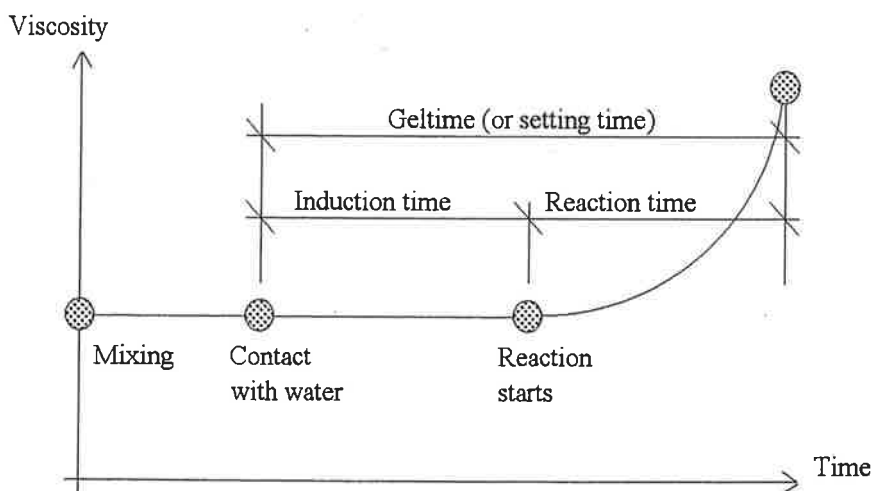 Viscosity
Geltime (or setting time)
Induction time
Reaction time
Mixing
Contact
with water
Reaction
starts
Time